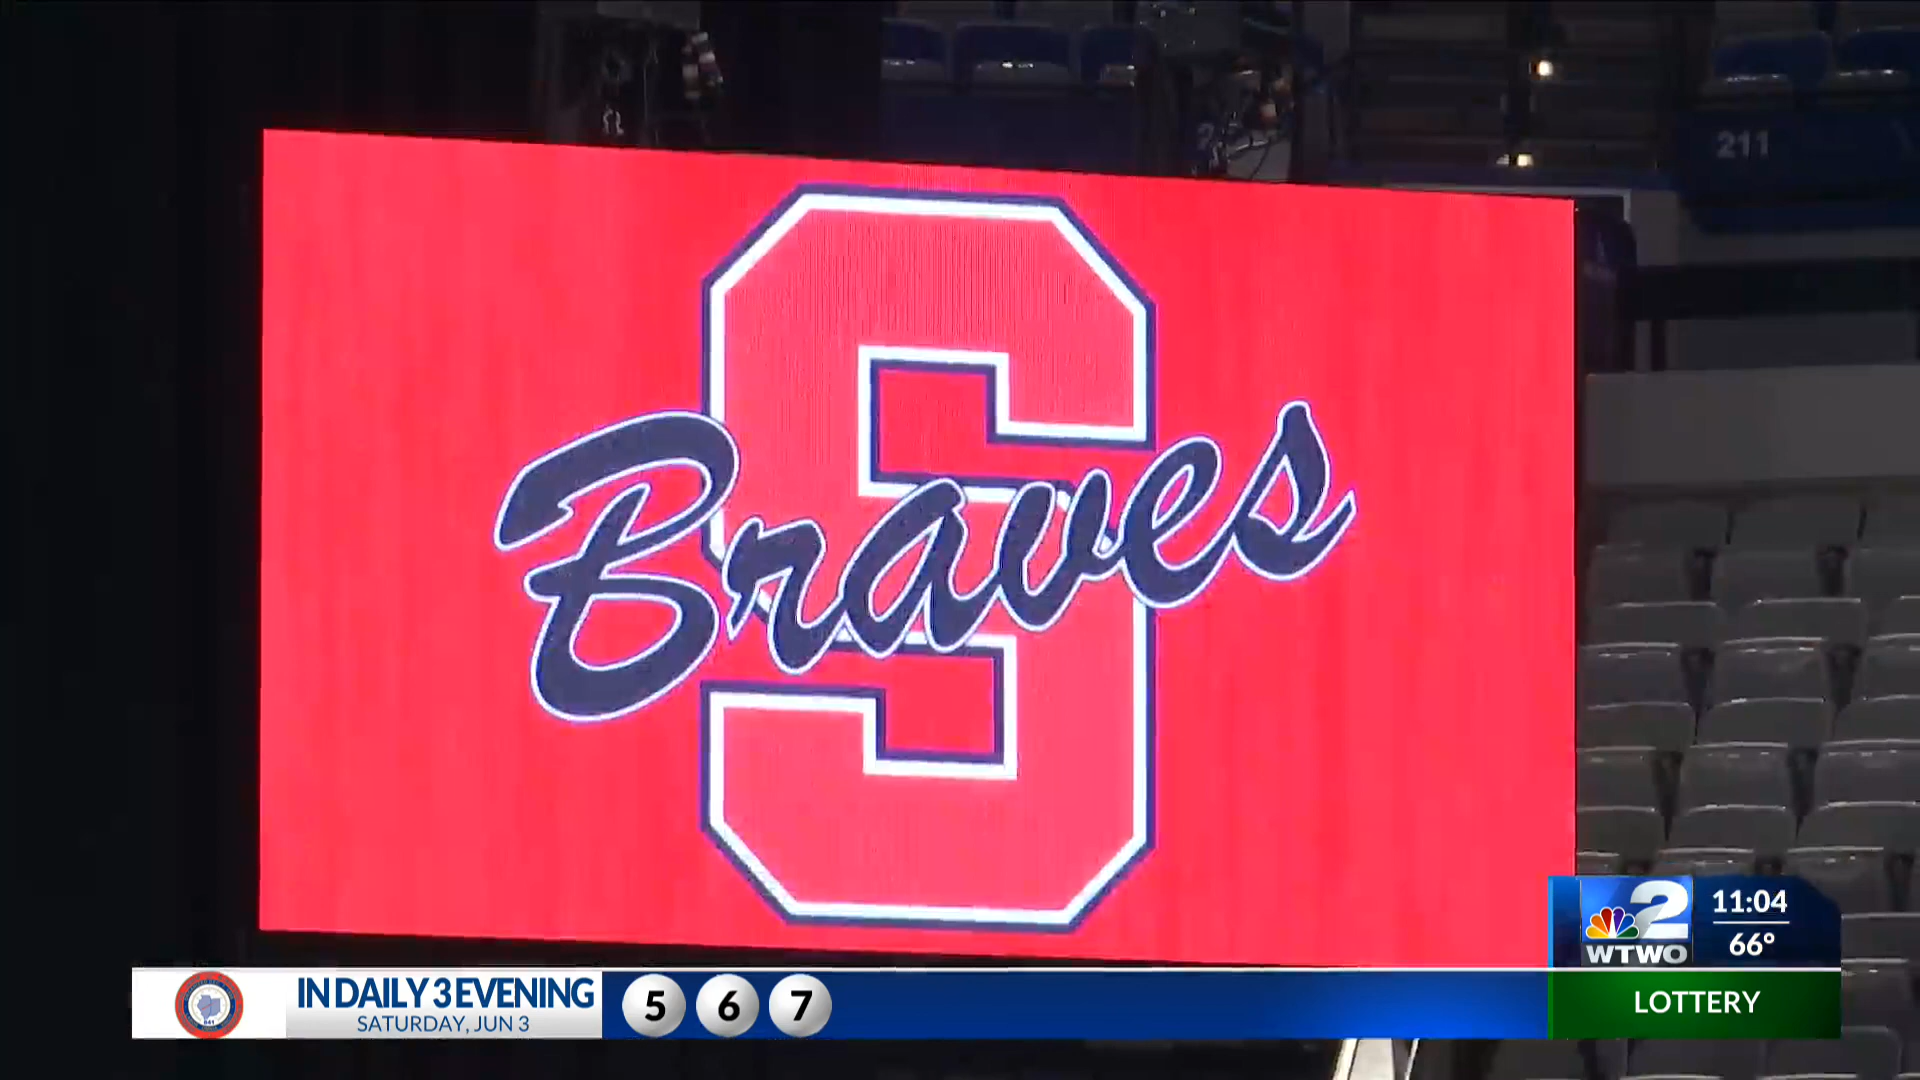 211
S
Braves
2
WTWO
11:04
66°
IN DAILY 3 EVENING
SATURDAY, JUN 3
5 6 7
LOTTERY